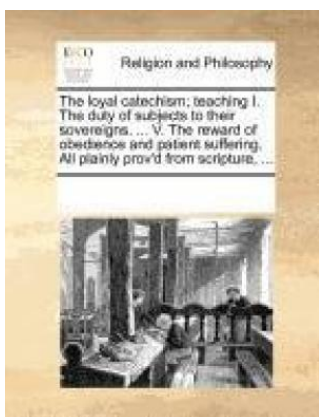 ECCO
Religion and Philosophy
The loyal catechism; teaching I.
The duty of subjects to their
sovereigns. ... V. The reward of
obedience and patient suffering.
All plainly prov'd from scripture, ...